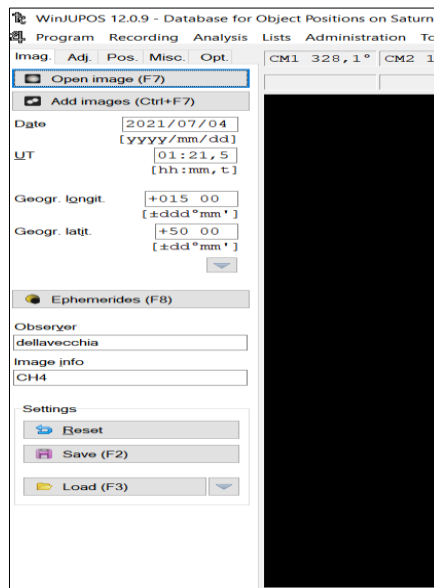 WinJUPOS 12.0.9 - Database for Object Positions on Saturn
Program Recording Analysis Lists Administration To
Imag. Adj. Pos. Misc. Opt. CM1 328,1° CM2 1
Open image (F7)
Add images (Ctrl+F7)
Date 2021/07/04
[yyyy/mm/dd]
UT 01:21,5
[hh:mm,t]
Geogr. longit. +015 00
[±ddd°mm']
Geogr. latit. +50 00
[±dd°mm']
Ephemerides (F8)
Observer
dellavecchia
Image info
CH4
Settings
Reset
Save (F2)
Load (F3)